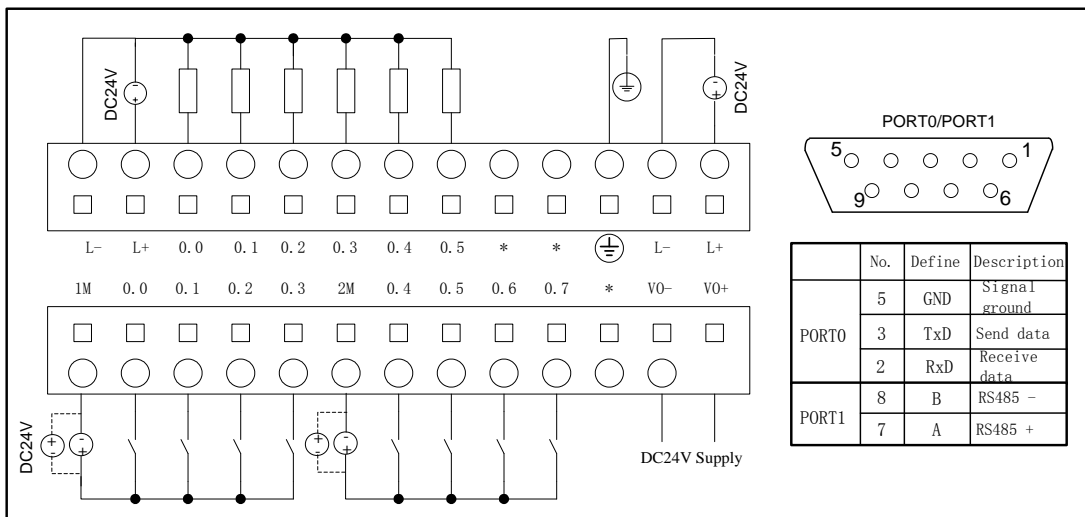 DC24V
DC24V
L- L+ 0.0 0.1 0.2 0.3 0.4 0.5 * * L- L+
1M 0.0 0.1 0.2 0.3 2M 0.4 0.5 0.6 0.7 * VO- VO+
DC24V
DC24V Supply
PORT0/PORT1
5 1
9 6
No. Define Description
PORT0
5 GND Signal ground
3 TxD Send data
2 RxD Receive data
PORT1
8 B RS485 -
7 A RS485 +